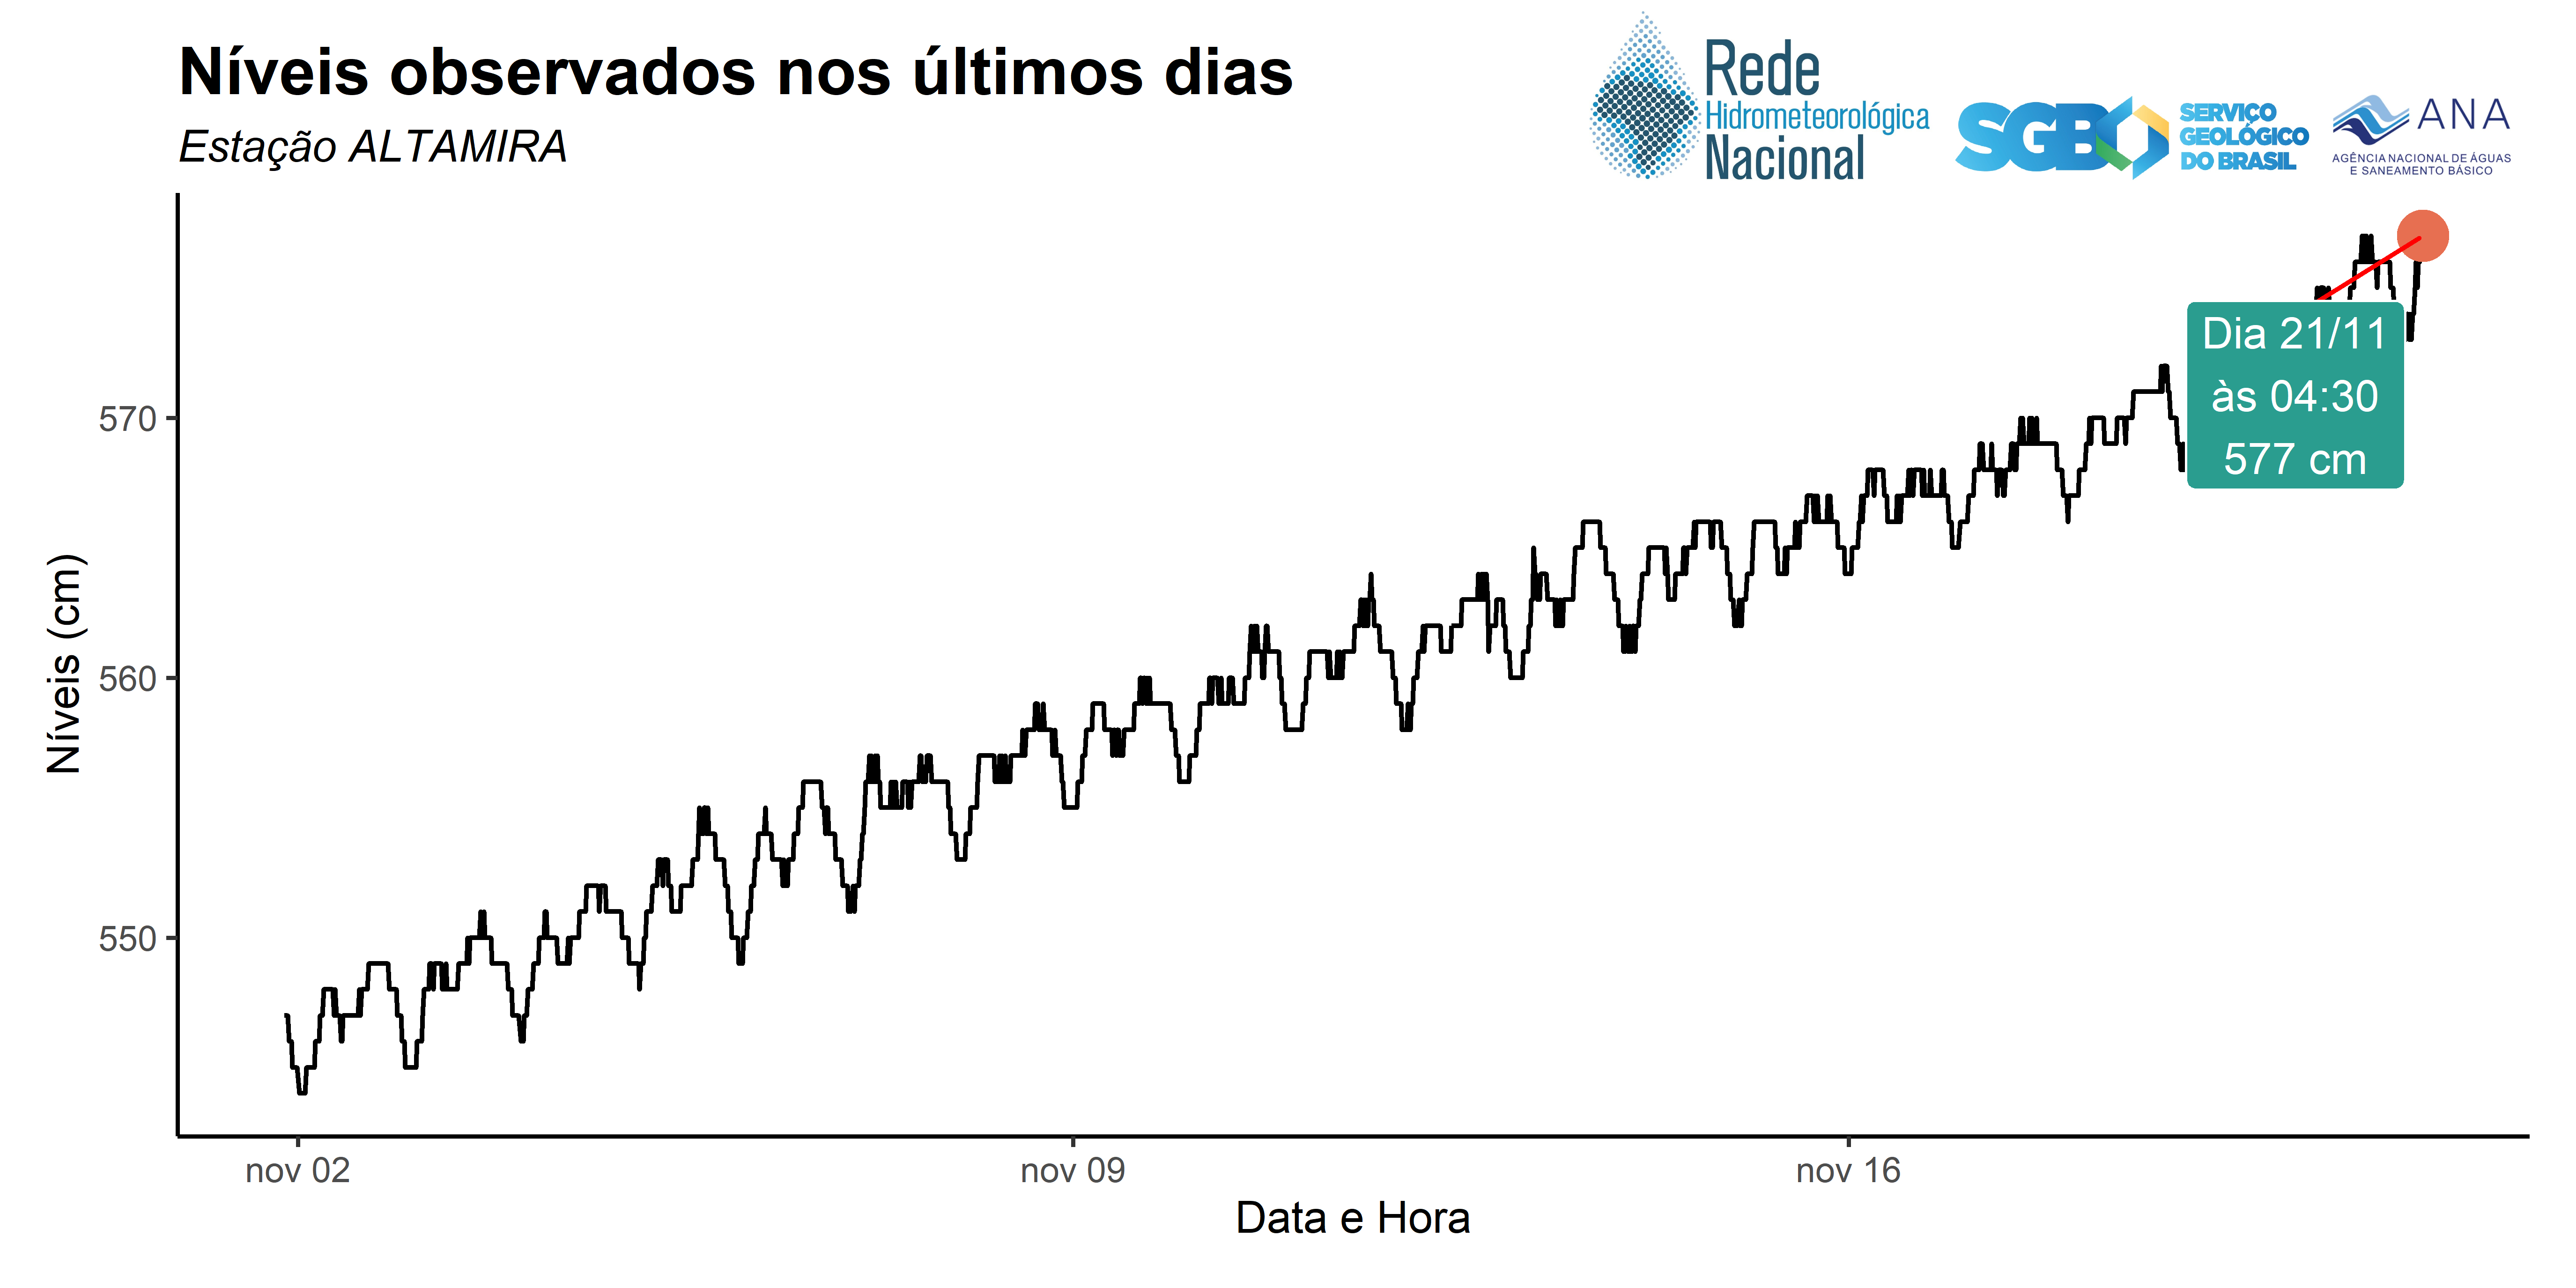 Níveis observados nos últimos dias
Estação ALTAMIRA
Rede
Hidrometeorológica
Nacional
SGB
SERVIÇO
GEOLÓGICO
DO BRASIL
ANA
AGÊNCIA NACIONAL DE ÁGUAS
E SANEAMENTO BÁSICO
Dia 21/11
às 04:30
577 cm
570
560
550
Níveis (cm)
nov 02
nov 09
nov 16
Data e Hora